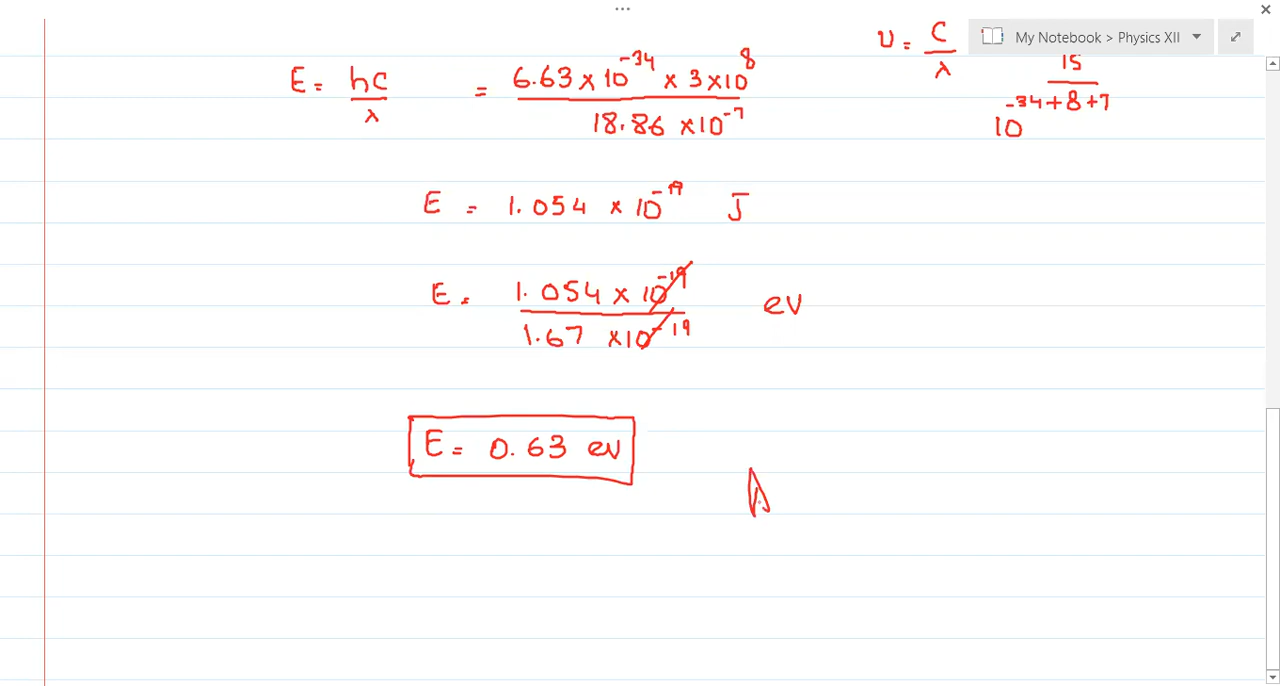 My Notebook > Physics XII
υ = C/λ
15
10^-34+8+7
E = hc/λ = 6.63 × 10^-34 × 3 × 10^8 / 18.86 × 10^-7
E = 1.054 × 10^-19 J
E = 1.054 × 10^-19 / 1.67 × 10^-19 ev
E = 0.63 ev
A